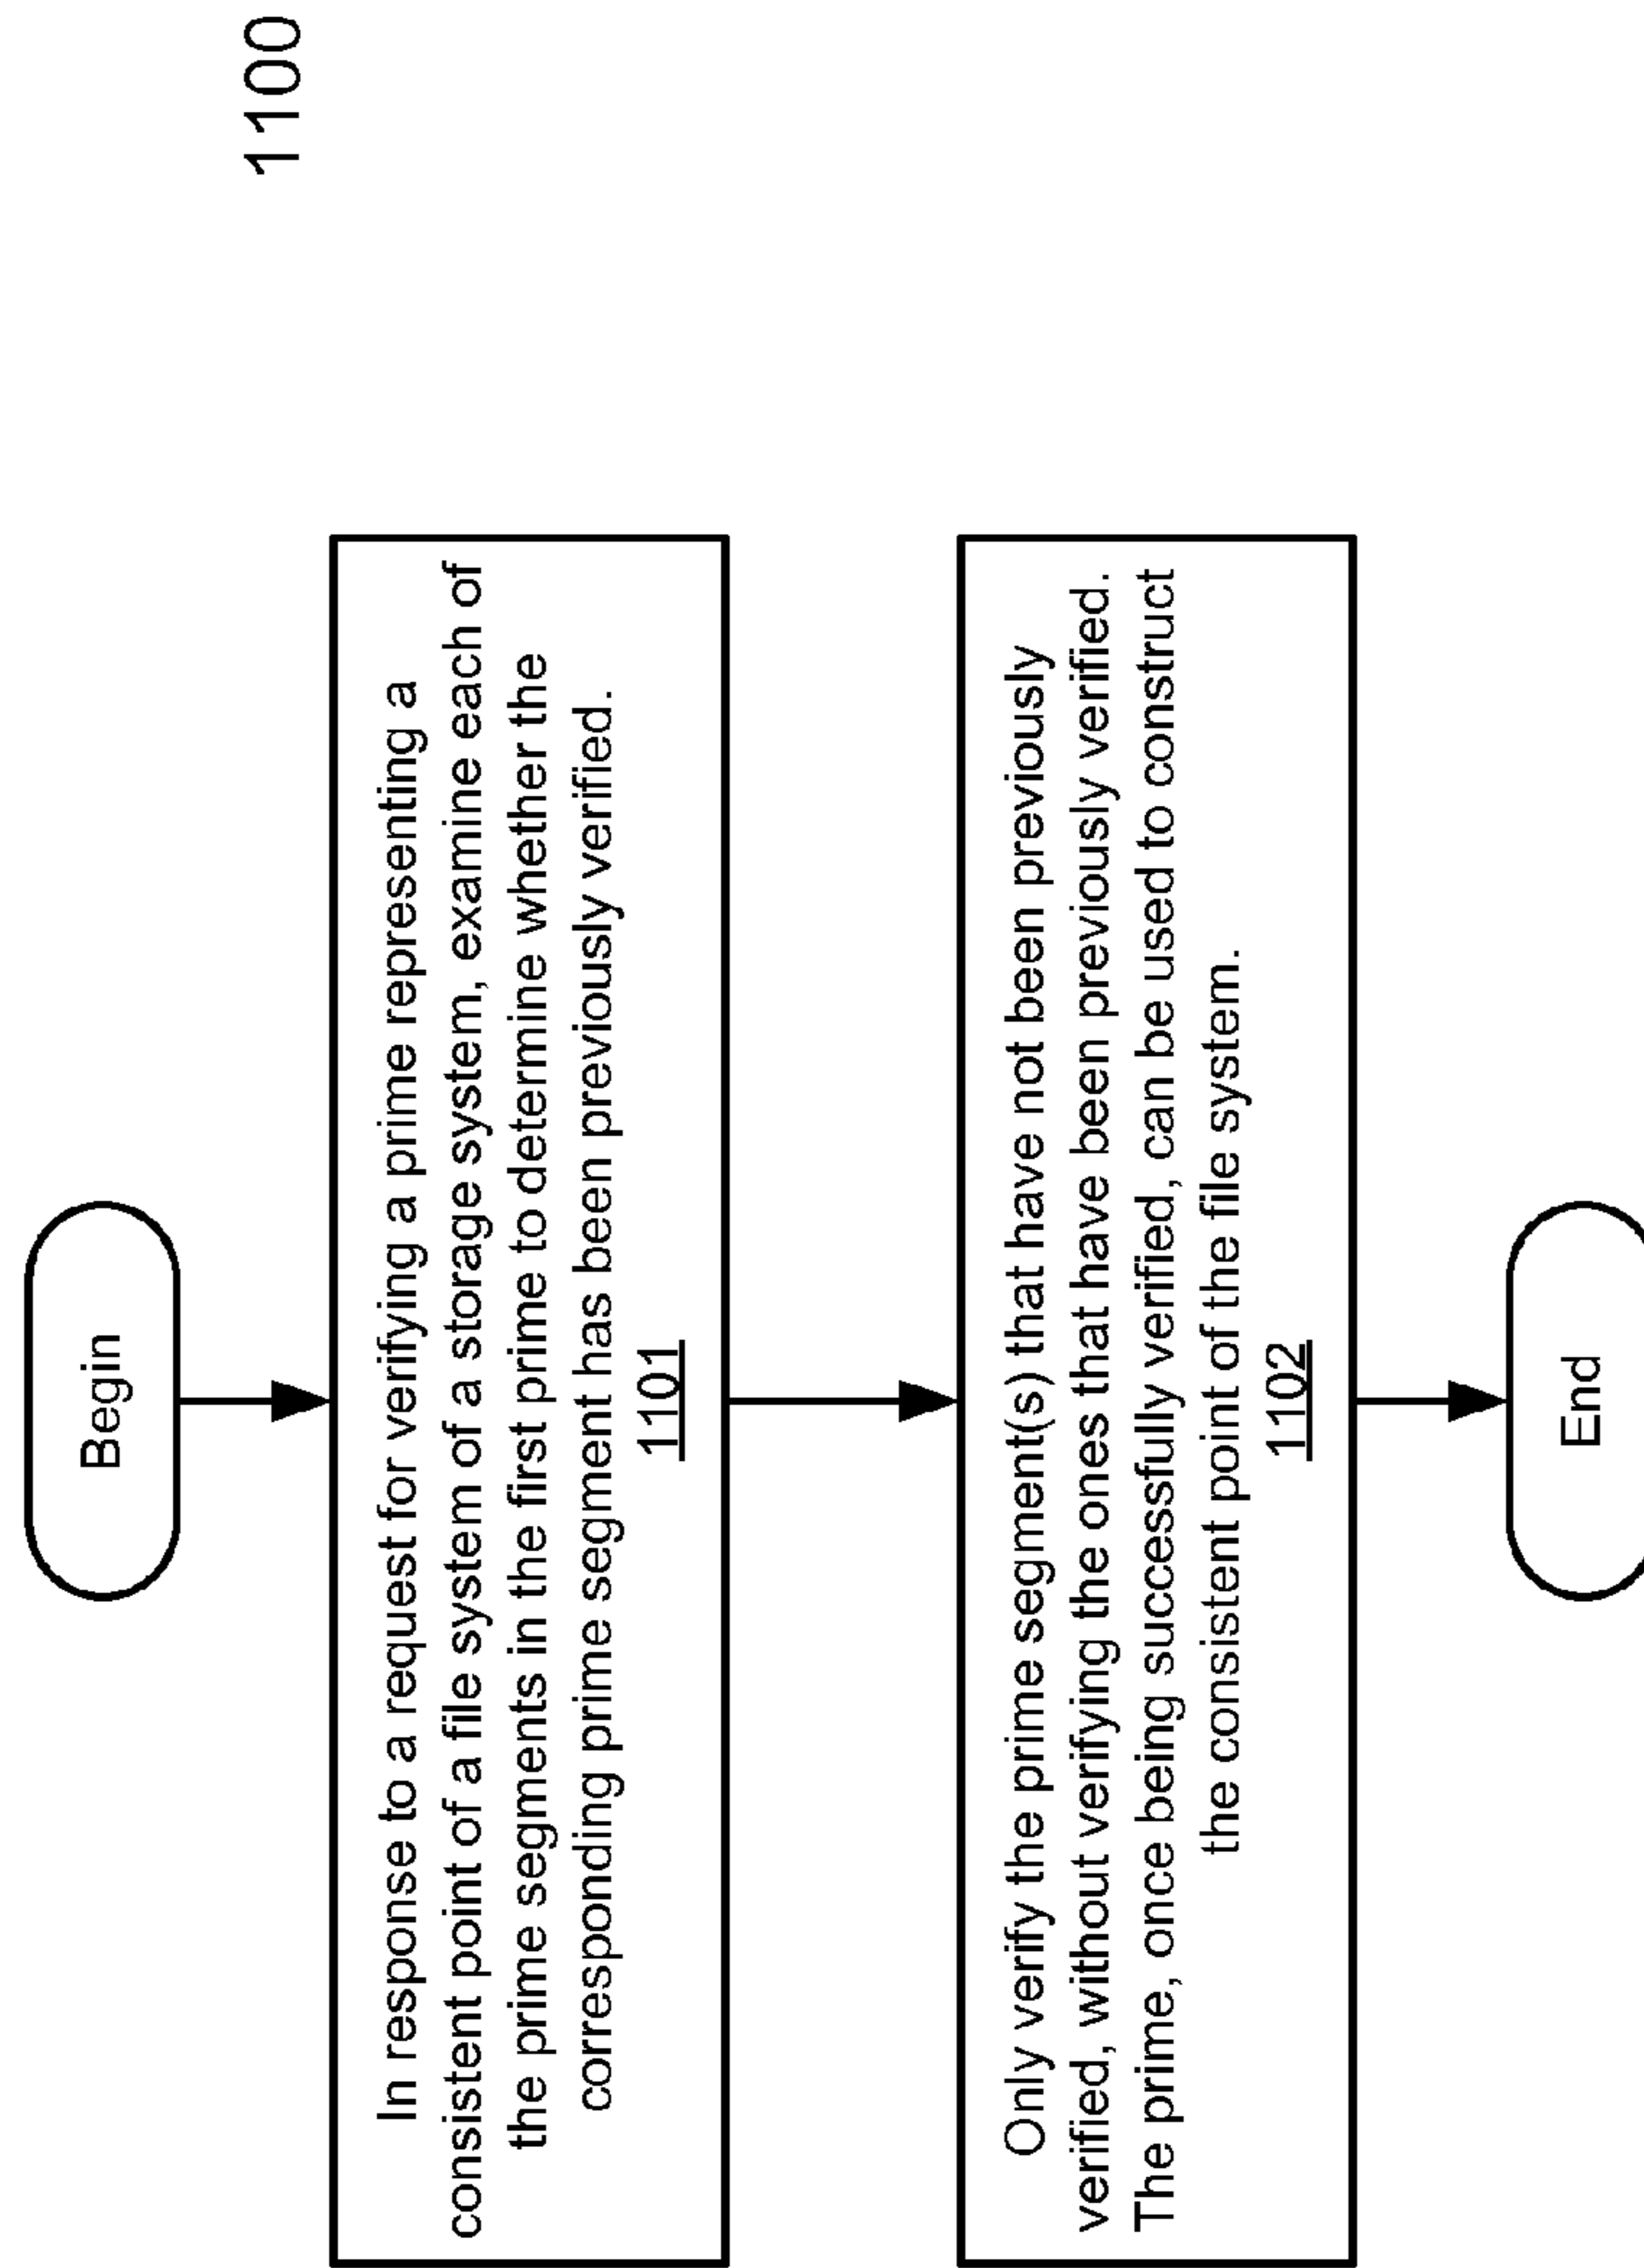 1100
Begin
In response to a request for verifying a prime representing a
consistent point of a file system of a storage system, examine each of
the prime segments in the first prime to determine whether the
corresponding prime segment has been previously verified.
1101
Only verify the prime segment(s) that have not been previously
verified, without verifying the ones that have been previously verified.
The prime, once being successfully verified, can be used to construct
the consistent point of the file system.
1102
End